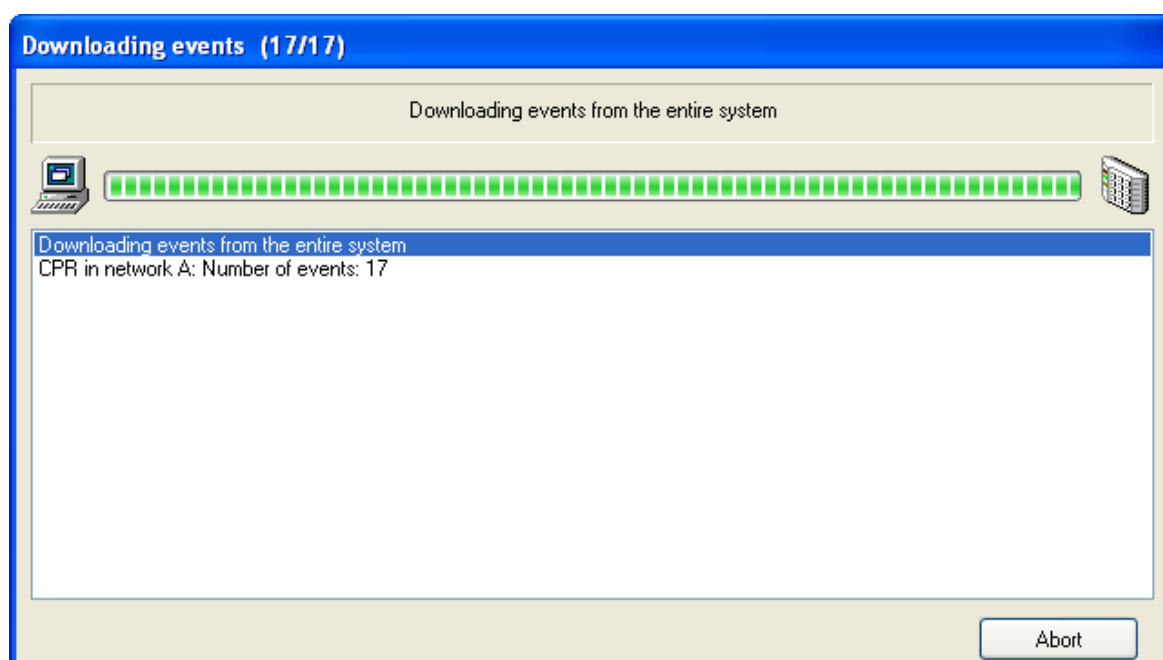 Downloading events (17/17)
Downloading events from the entire system
Downloading events from the entire system
CPR in network A: Number of events: 17
Abort